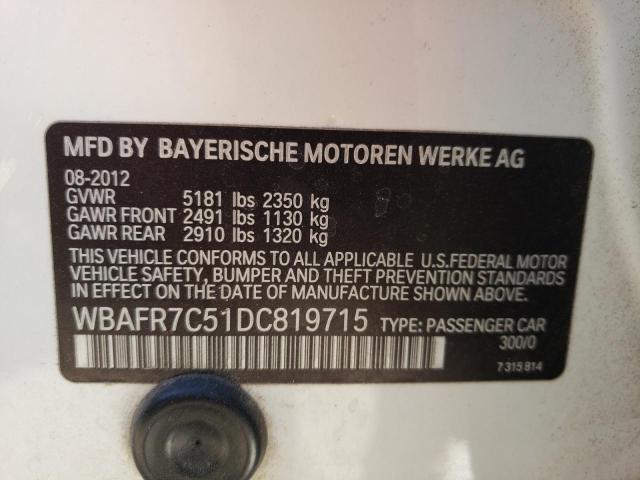 MFD BY BAYERISCHE MOTOREN WERKE AG
08-2012
GVWR 5181 lbs 2350 kg
GAWR FRONT 2491 lbs 1130 kg
GAWR REAR 2910 lbs 1320 kg
THIS VEHICLE CONFORMS TO ALL APPLICABLE U.S.FEDERAL MOTOR
VEHICLE SAFETY, BUMPER AND THEFT PREVENTION STANDARDS
IN EFFECT ON THE DATE OF MANUFACTURE SHOWN ABOVE.
WBAFR7C51DC819715 TYPE: PASSENGER CAR
300/0
7315814